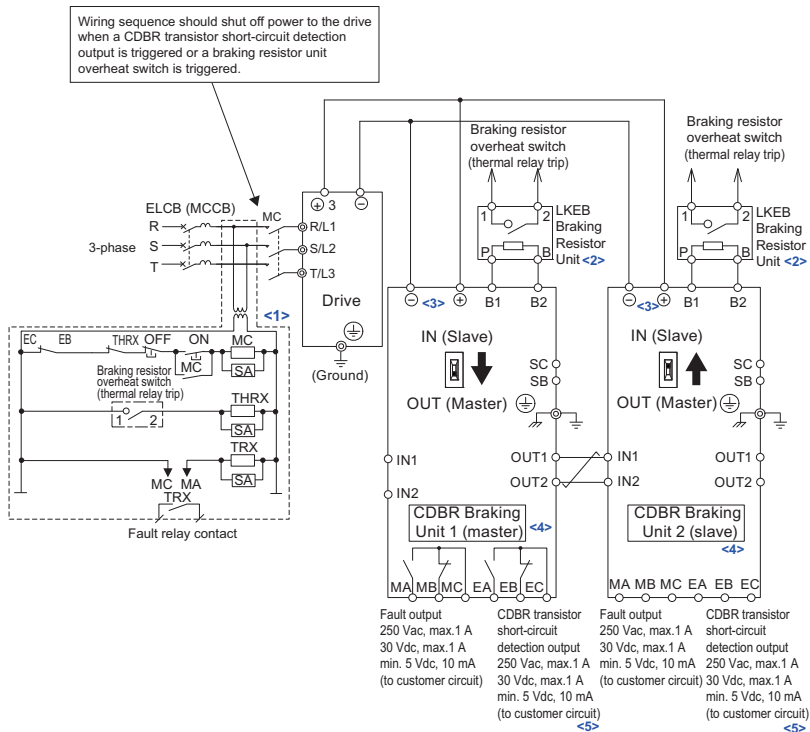 Wiring sequence should shut off power to the drive
when a CDBR transistor short-circuit detection
output is triggered or a braking resistor unit
overheat switch is triggered.
Braking resistor
overheat switch
(thermal relay trip)
Braking resistor
overheat switch
(thermal relay trip)
ELCB (MCCB)
MC
3-phase
R
S
T
R/L1
S/L2
T/L3
⊕ 3 ⊖
Drive
(Ground)
1 2
P B
LKEB
Braking
Resistor
Unit <2>
1 2
P B
LKEB
Braking
Resistor
Unit <2>
<1>
EC EB THRX OFF ON MC
MC
SA
Braking resistor
overheat switch
(thermal relay trip)
1 2
THRX
SA
TRX
SA
MC MA
TRX
Fault relay contact
⊖ <3> ⊕ B1 B2
IN (Slave)
OUT (Master)
SC
SB
IN1
IN2
OUT1
OUT2
CDBR Braking
Unit 1 (master) <4>
MA MB MC EA EB EC
⊖ <3> ⊕ B1 B2
IN (Slave)
OUT (Master)
SC
SB
IN1
IN2
OUT1
OUT2
CDBR Braking
Unit 2 (slave)
<4>
MA MB MC EA EB EC
Fault output
250 Vac, max.1 A
30 Vdc, max.1 A
min. 5 Vdc, 10 mA
(to customer circuit)
CDBR transistor
short-circuit
detection output
250 Vac, max.1 A
30 Vdc, max.1 A
min. 5 Vdc, 10 mA
(to customer circuit)
<5>
Fault output
250 Vac, max.1 A
30 Vdc, max.1 A
min. 5 Vdc, 10 mA
(to customer circuit)
CDBR transistor
short-circuit
detection output
250 Vac, max.1 A
30 Vdc, max.1 A
min. 5 Vdc, 10 mA
(to customer circuit)
<5>